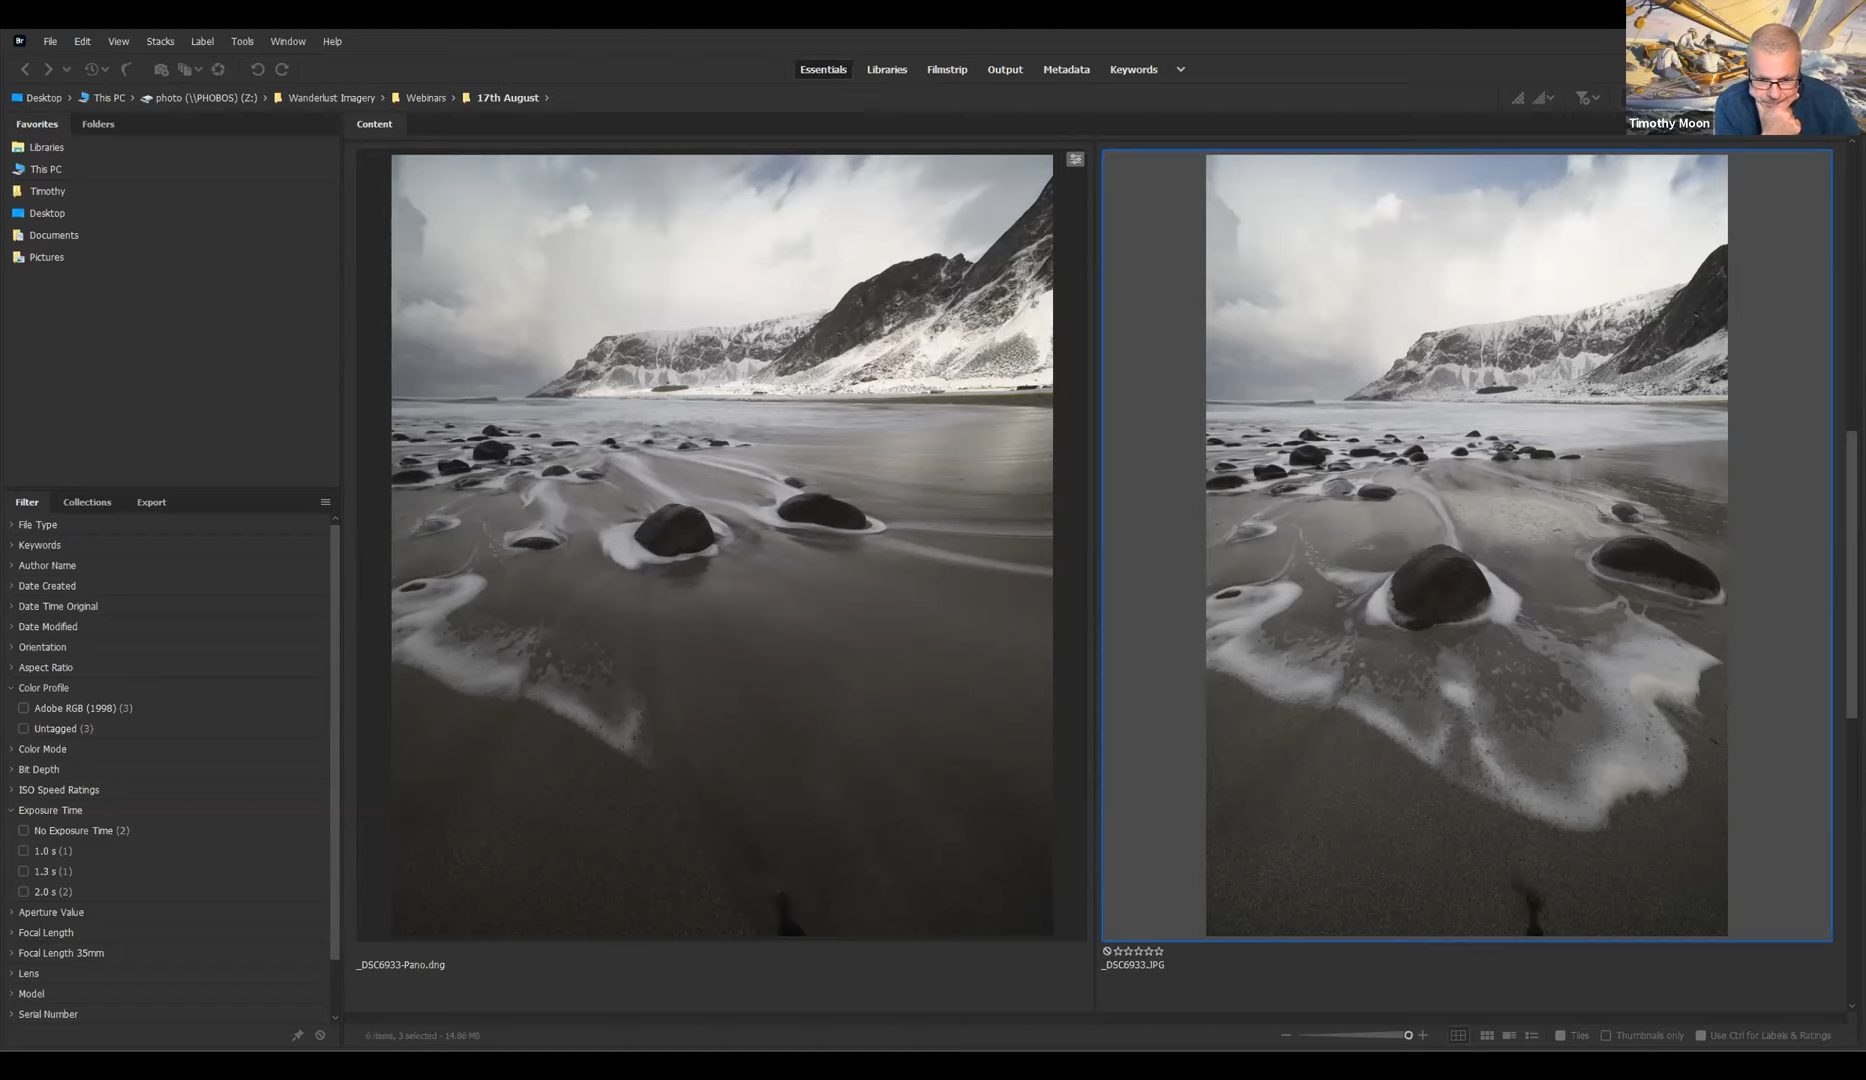 Br File Edit View Stacks Label Tools Window Help
Essentials Libraries Filmstrip Output Metadata Keywords
Desktop This PC photo (\\PHOBOS) (Z:) Wanderlust Imagery Webinars 17th August
Timothy Moon
Favorites Folders
Content
Libraries
This PC
Timothy
Desktop
Documents
Pictures
Filter Collections Export
File Type
Keywords
Author Name
Date Created
Date Time Original
Date Modified
Orientation
Aspect Ratio
Color Profile
Adobe RGB (1998) (3)
Untagged (3)
Color Mode
Bit Depth
ISO Speed Ratings
Exposure Time
No Exposure Time (2)
1.0 s (1)
1.3 s (1)
2.0 s (2)
Aperture Value
Focal Length
Focal Length 35mm
Lens
Model
Serial Number
_DSC6933-Pano.dng
_DSC6933.JPG
6 items, 3 selected - 14.86 MB
Tiles Thumbnails only Use Ctrl for Labels & Ratings